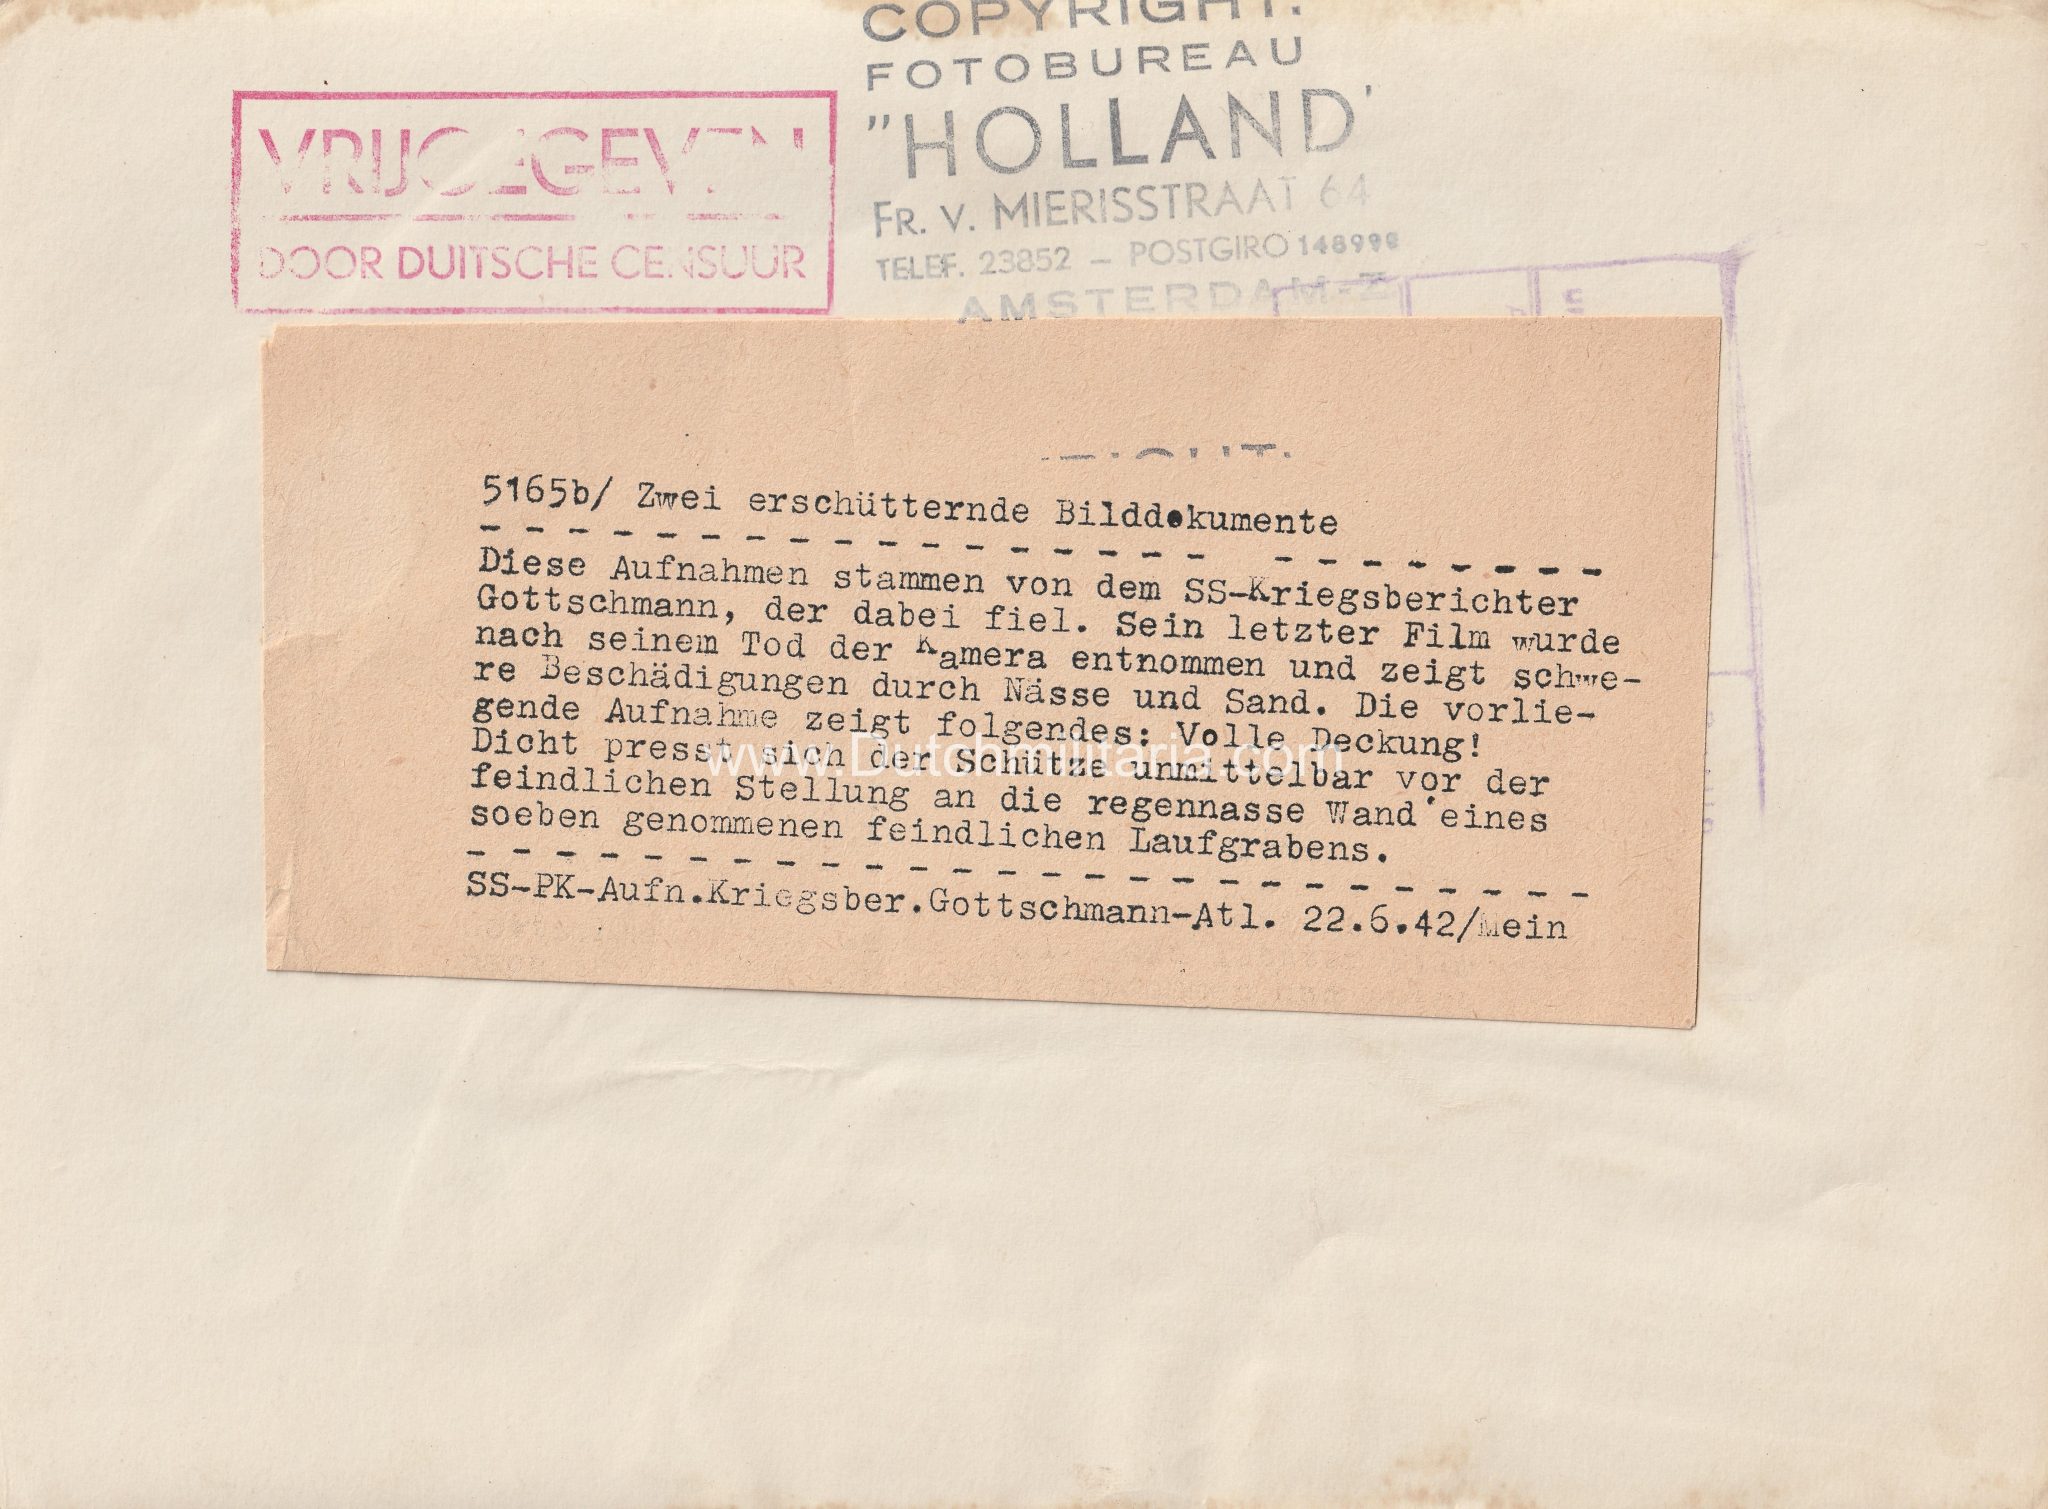 COPYRIGHT:
FOTOBUREAU
"HOLLAND'
FR. V. MIERISSTRAAT 64
TELEF. 23852 — POSTGIRO 148998
AMSTERDAM-Z
VRIJGEGEVEN
DOOR DUITSCHE CENSUUR
5165b/ Zwei erschütternde Bilddokumente
Diese Aufnahmen stammen von dem SS-Kriegsberichter
Gottschmann, der dabei fiel. Sein letzter Film wurde
nach seinem Tod der Kamera entnommen und zeigt schwe-
re Beschädigungen durch Nässe und Sand. Die vorlie-
gende Aufnahme zeigt folgendes: Volle Deckung!
Dicht presst sich der Schütze unmittelbar vor der
feindlichen Stellung an die regennasse Wand eines
soeben genommenen feindlichen Laufgrabens.
SS-PK-Aufn.Kriegsber.Gottschmann-Atl. 22.6.42/Mein
www.Dutchmilitaria.com